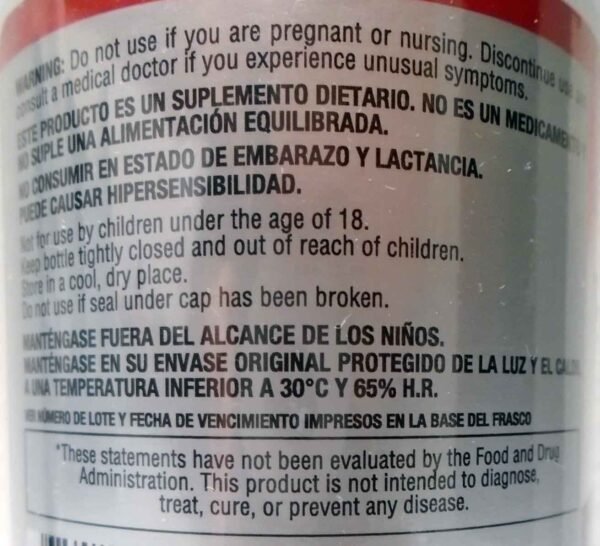 WARNING: Do not use if you are pregnant or nursing. Discontinue use and
consult a medical doctor if you experience unusual symptoms.
ESTE PRODUCTO ES UN SUPLEMENTO DIETARIO. NO ES UN MEDICAMENTO Y
NO SUPLE UNA ALIMENTACIÓN EQUILIBRADA.
NO CONSUMIR EN ESTADO DE EMBARAZO Y LACTANCIA.
PUEDE CAUSAR HIPERSENSIBILIDAD.
Not for use by children under the age of 18.
Keep bottle tightly closed and out of reach of children.
Store in a cool, dry place.
Do not use if seal under cap has been broken.
MANTÉNGASE FUERA DEL ALCANCE DE LOS NIÑOS.
MANTÉNGASE EN SU ENVASE ORIGINAL PROTEGIDO DE LA LUZ Y EL CALOR,
A UNA TEMPERATURA INFERIOR A 30°C Y 65% H.R.
VER NÚMERO DE LOTE Y FECHA DE VENCIMIENTO IMPRESOS EN LA BASE DEL FRASCO
*These statements have not been evaluated by the Food and Drug
Administration. This product is not intended to diagnose,
treat, cure, or prevent any disease.